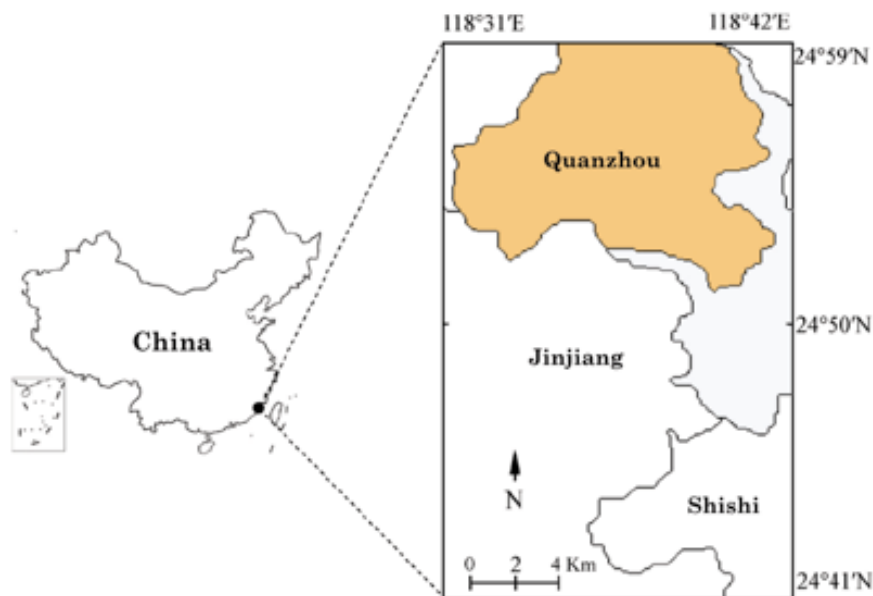 118°31′E
118°42′E
24°59′N
Quanzhou
China
24°50′N
Jinjiang
N
Shishi
0 2 4 Km
24°41′N